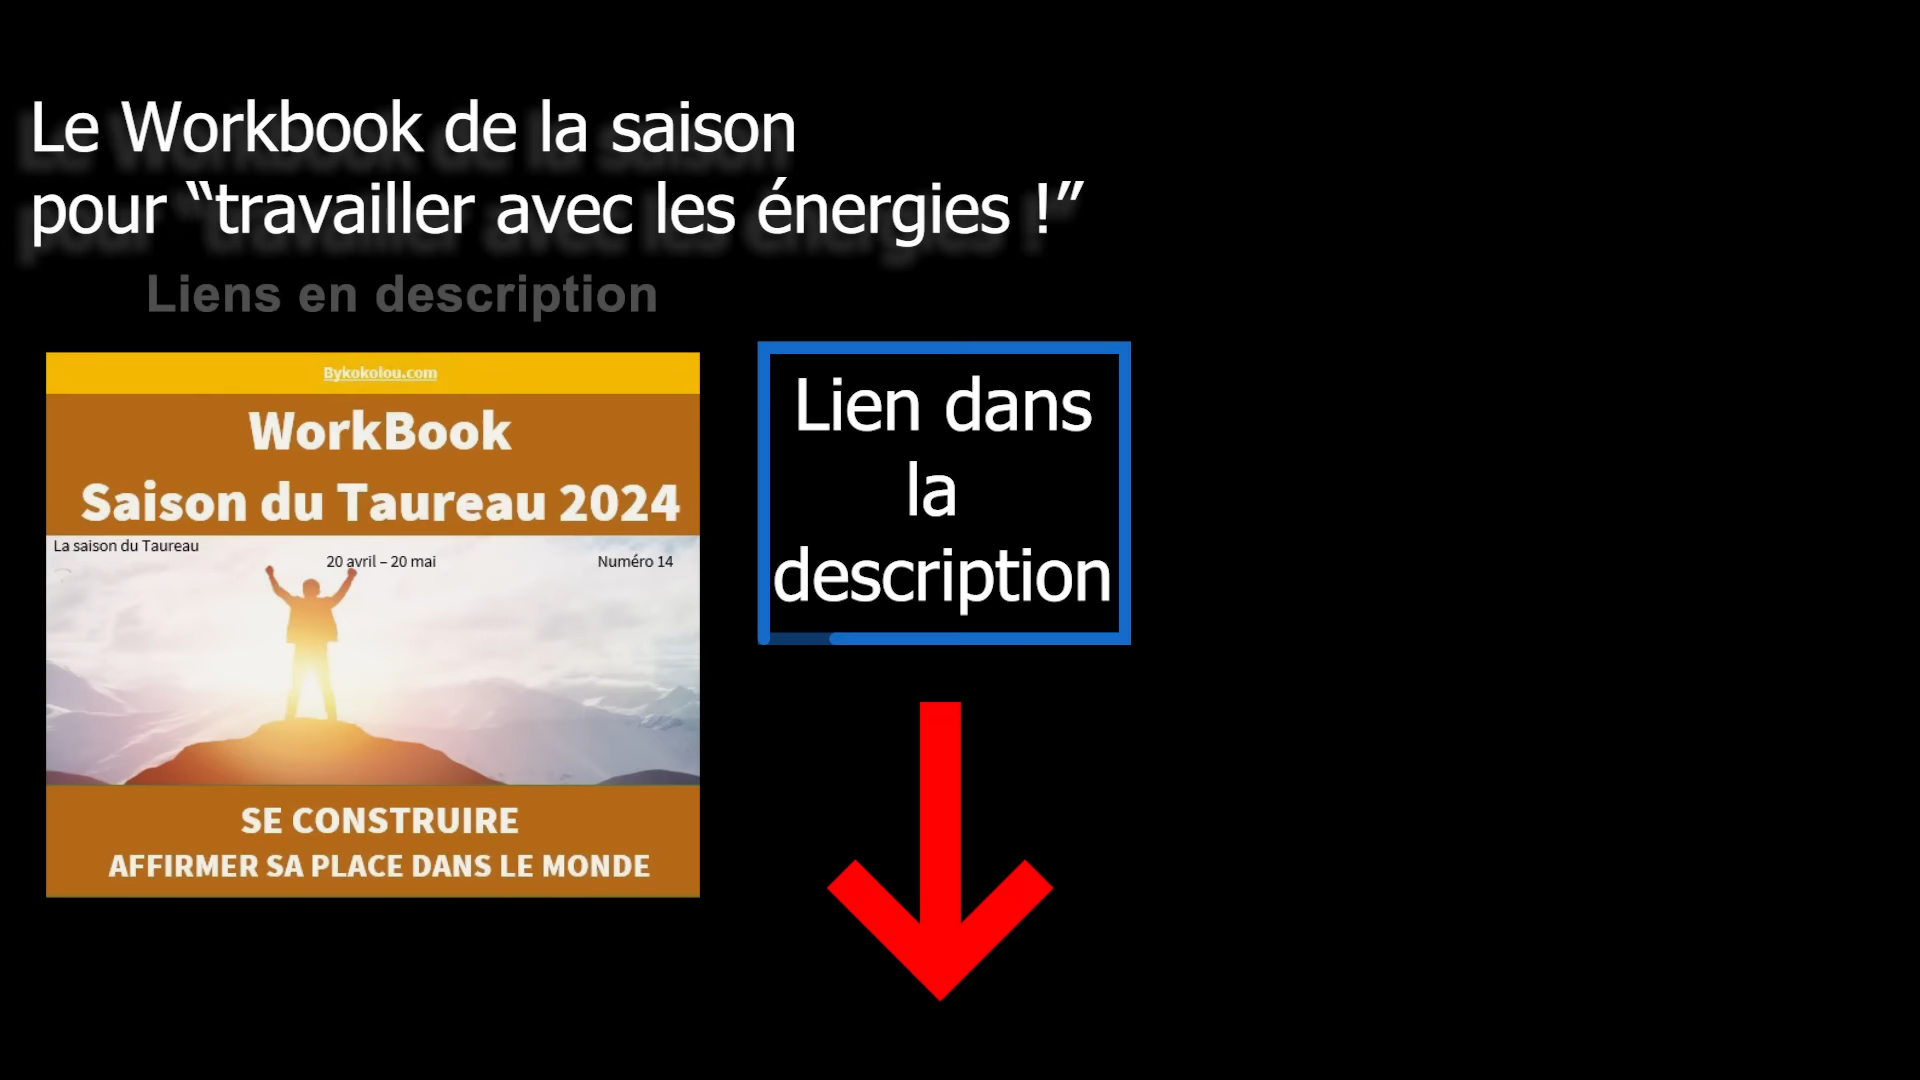 Le Workbook de la saison
pour “travailler avec les énergies !”
Liens en description
Bykokolou.com
WorkBook
Saison du Taureau 2024
La saison du Taureau
20 avril – 20 mai
Numéro 14
SE CONSTRUIRE
AFFIRMER SA PLACE DANS LE MONDE
Lien dans
la
description